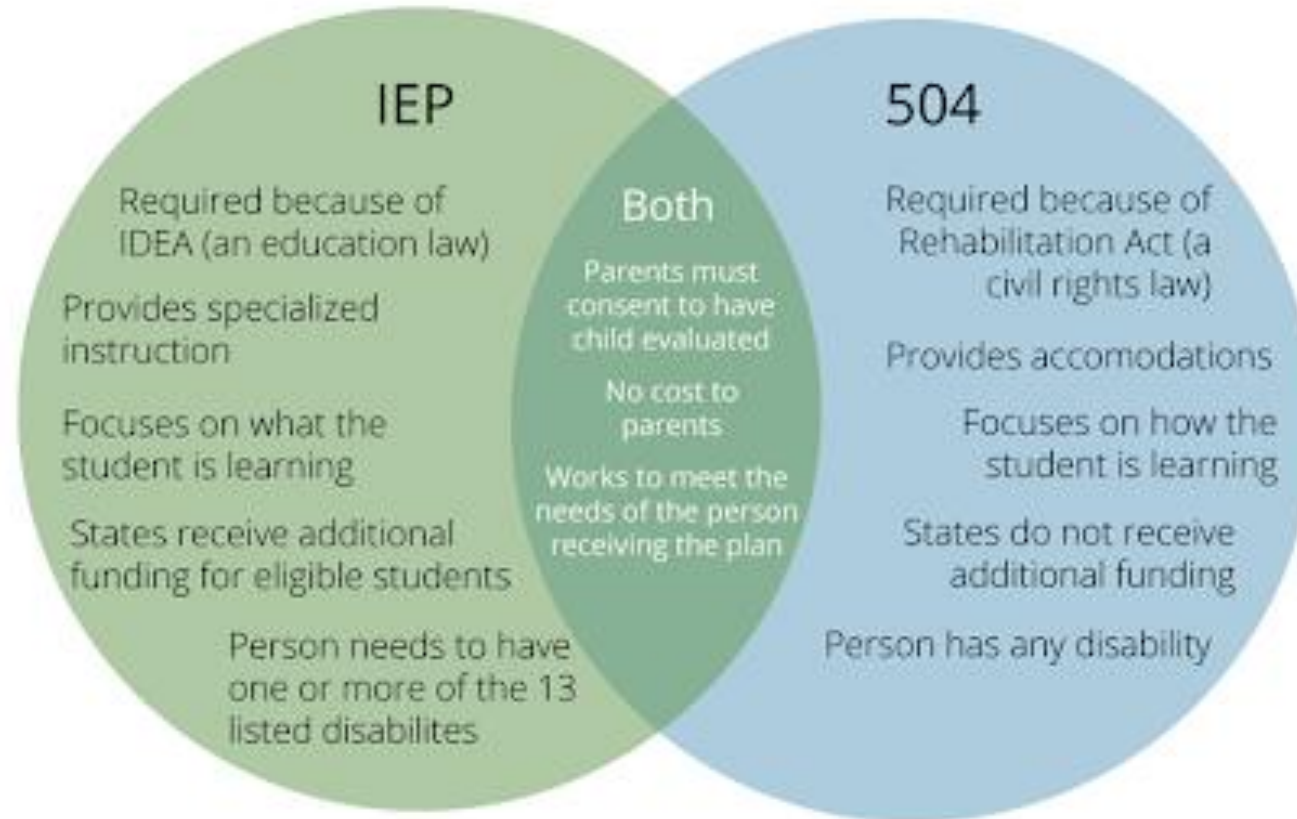 IEP
Required because of
IDEA (an education law)
Provides specialized
instruction
Focuses on what the
student is learning
States receive additional
funding for eligible students
Person needs to have
one or more of the 13
listed disabilites
Both
Parents must
consent to have
child evaluated
No cost to
parents
Works to meet the
needs of the person
receiving the plan
504
Required because of
Rehabilitation Act (a
civil rights law)
Provides accomodations
Focuses on how the
student is learning
States do not receive
additional funding
Person has any disability